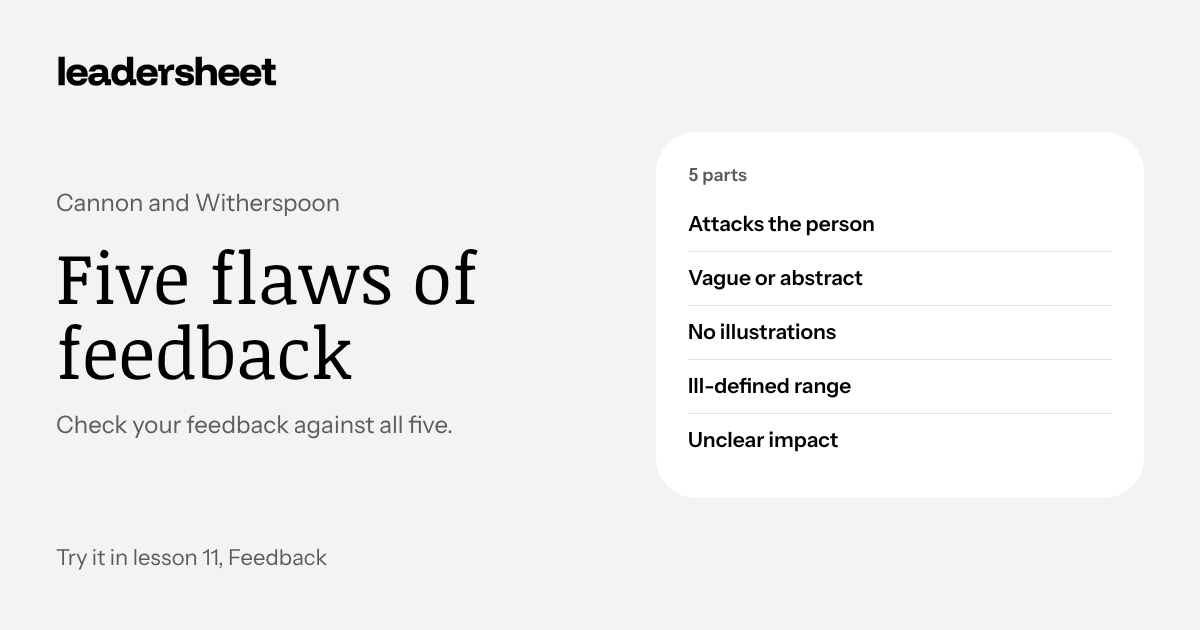 leadersheet
Cannon and Witherspoon
Five flaws of
feedback
Check your feedback against all five.
Try it in lesson 11, Feedback
5 parts
Attacks the person
Vague or abstract
No illustrations
Ill-defined range
Unclear impact